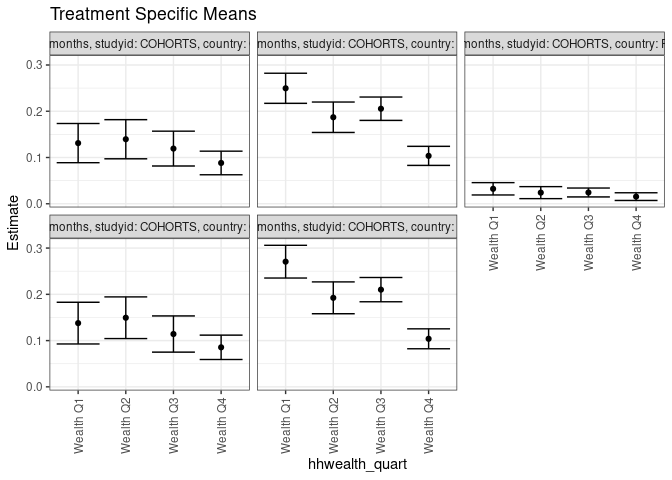 Treatment Specific Means
months, studyid: COHORTS, country:
months, studyid: COHORTS, country:
months, studyid: COHORTS, country:
0.3
0.2
0.1
0.0
months, studyid: COHORTS, country:
months, studyid: COHORTS, country:
0.3
0.2
0.1
0.0
Estimate
Wealth Q1
Wealth Q2
Wealth Q3
Wealth Q4
Wealth Q1
Wealth Q2
Wealth Q3
Wealth Q4
Wealth Q1
Wealth Q2
Wealth Q3
Wealth Q4
hhwealth_quart